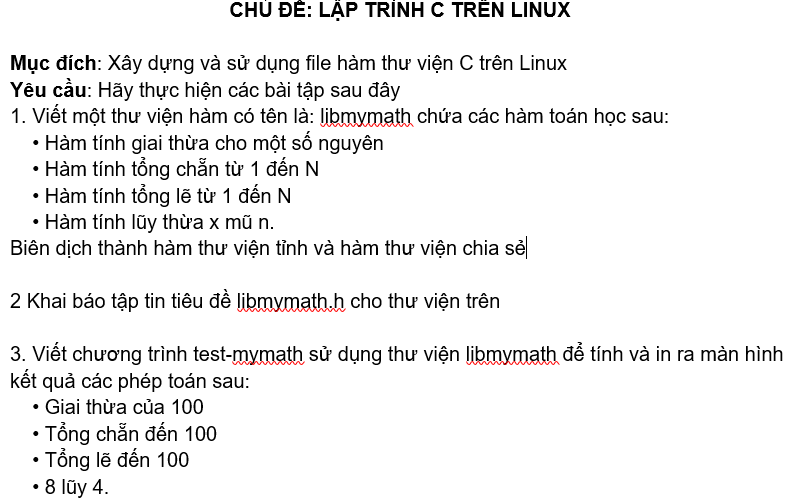 CHỦ ĐỀ: LẬP TRÌNH C TRÊN LINUX
Mục đích: Xây dựng và sử dụng file hàm thư viện C trên Linux
Yêu cầu: Hãy thực hiện các bài tập sau đây
1. Viết một thư viện hàm có tên là: libmymath chứa các hàm toán học sau:
• Hàm tính giai thừa cho một số nguyên
• Hàm tính tổng chẵn từ 1 đến N
• Hàm tính tổng lẽ từ 1 đến N
• Hàm tính lũy thừa x mũ n.
Biên dịch thành hàm thư viện tỉnh và hàm thư viện chia sẻ
2 Khai báo tập tin tiêu đề libmymath.h cho thư viện trên
3. Viết chương trình test-mymath sử dụng thư viện libmymath để tính và in ra màn hình
kết quả các phép toán sau:
• Giai thừa của 100
• Tổng chẵn đến 100
• Tổng lẽ đến 100
• 8 lũy 4.